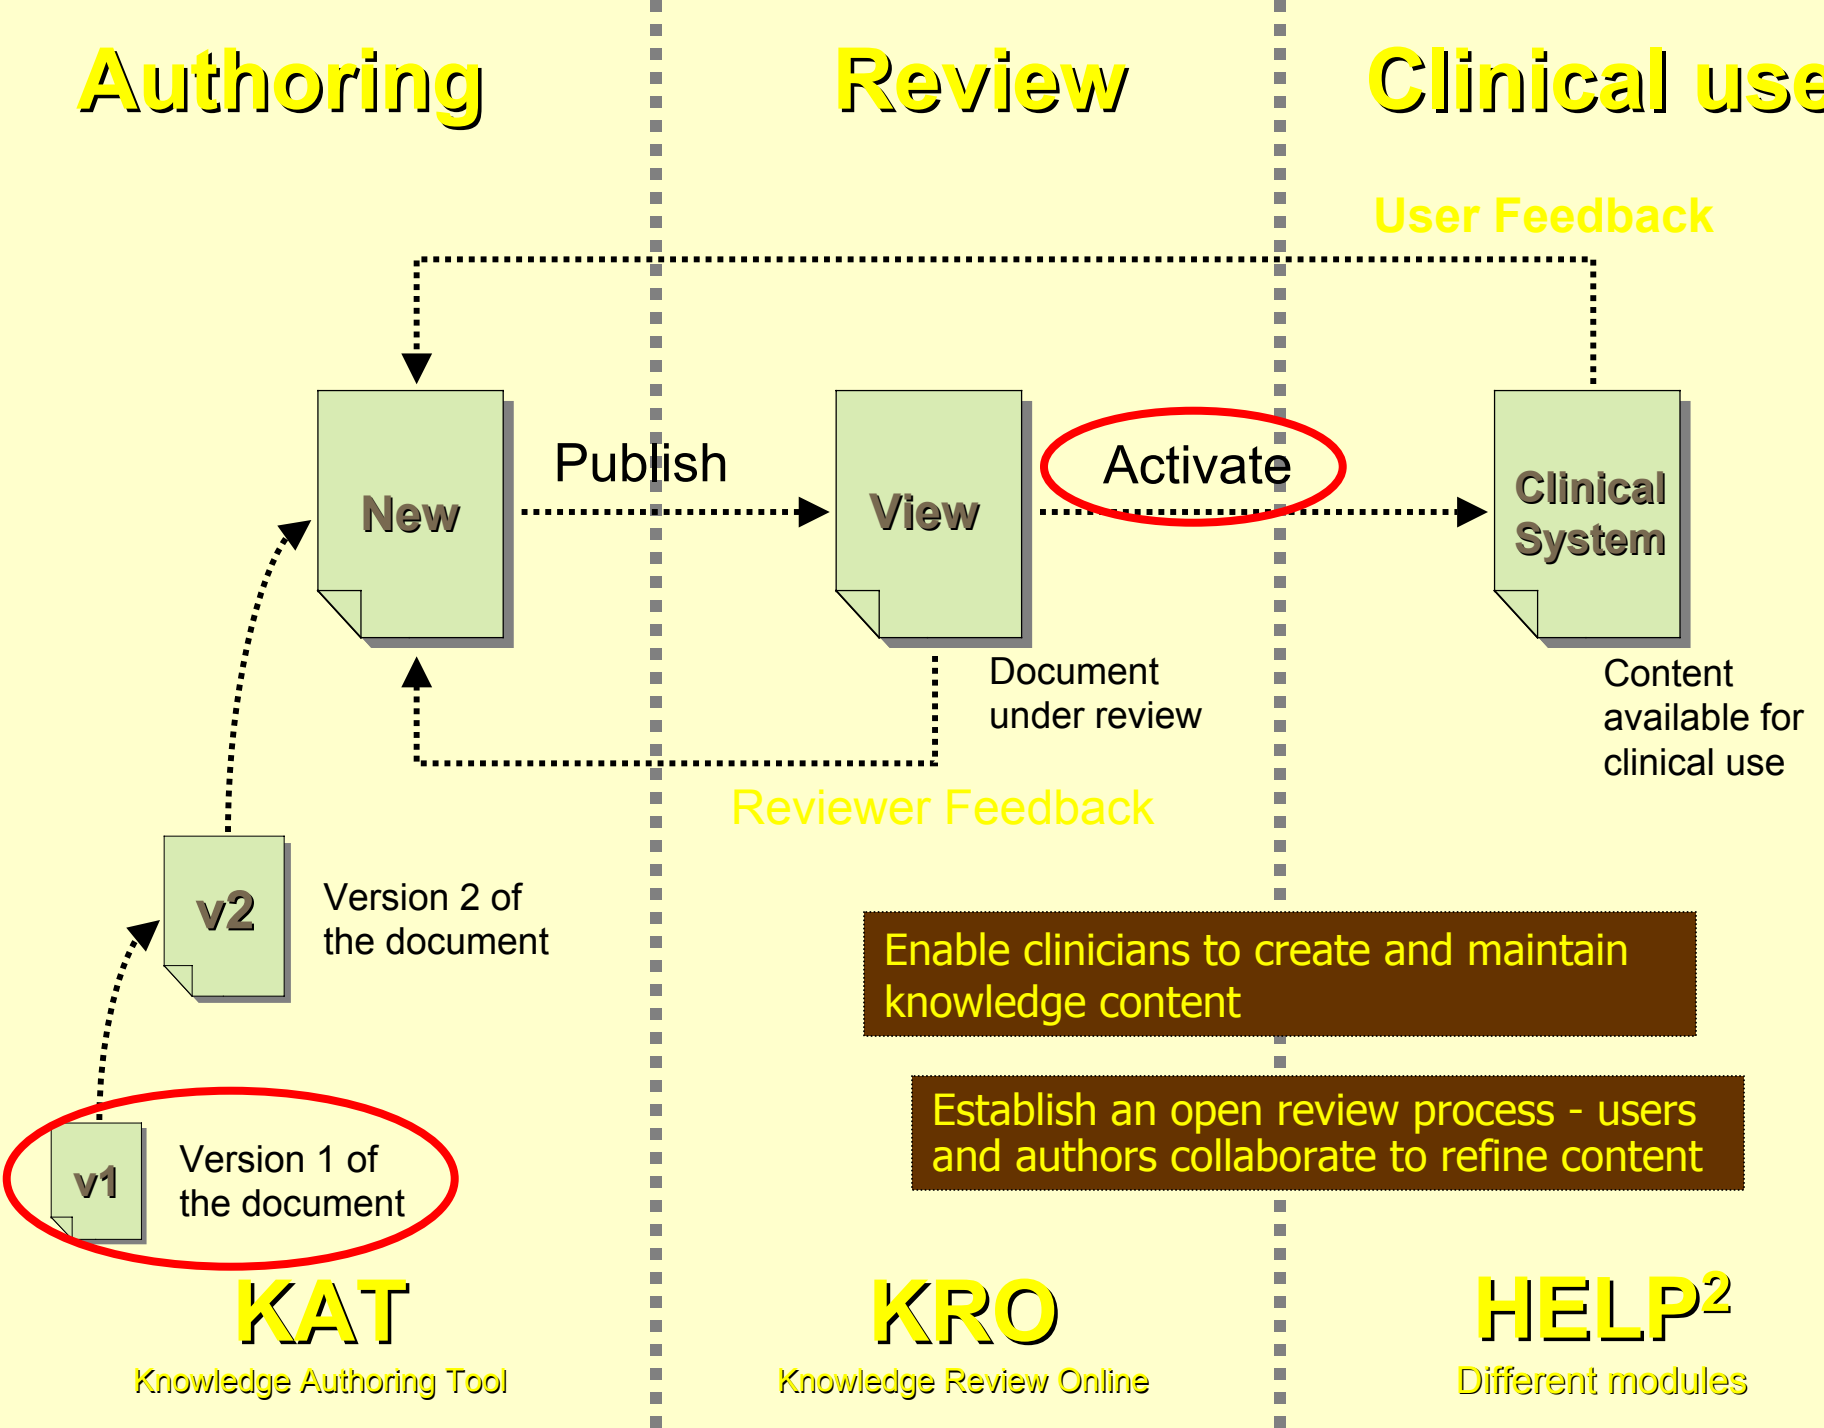 Authoring
Review
Clinical use
User Feedback
Publish
Activate
New
View
Clinical
System
Document
under review
Content
available for
clinical use
Reviewer Feedback
v2
Version 2 of
the document
Enable clinicians to create and maintain
knowledge content
Establish an open review process - users
and authors collaborate to refine content
v1
Version 1 of
the document
KAT
Knowledge Authoring Tool
KRO
Knowledge Review Online
HELP²
Different modules